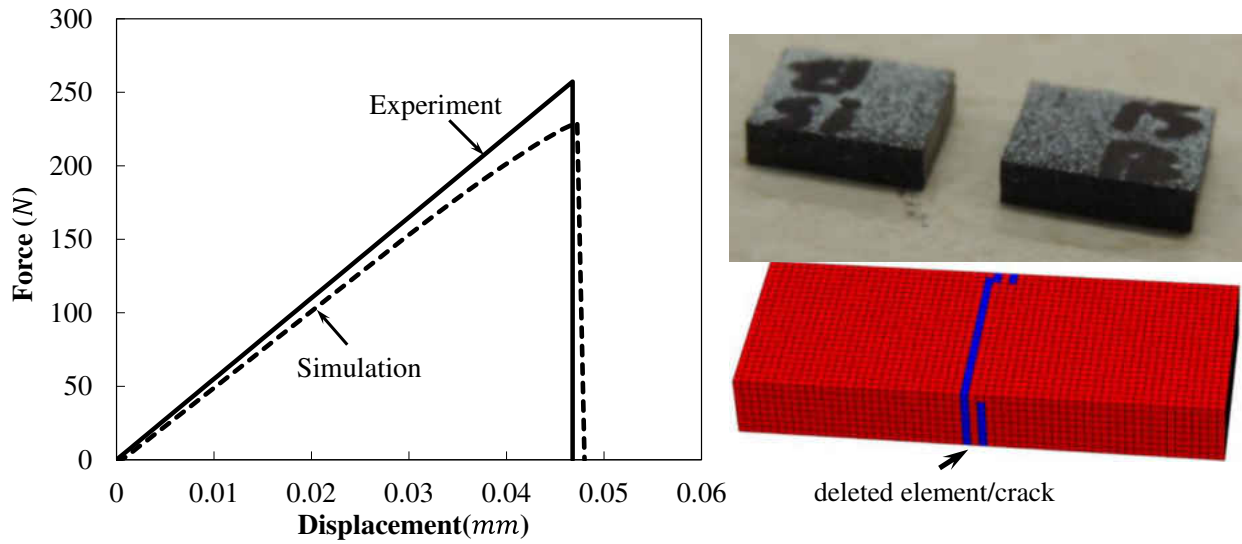 300
250
200
150
100
50
0
Force (N)
Experiment
Simulation
0 0.01 0.02 0.03 0.04 0.05 0.06
Displacement(mm)
deleted element/crack